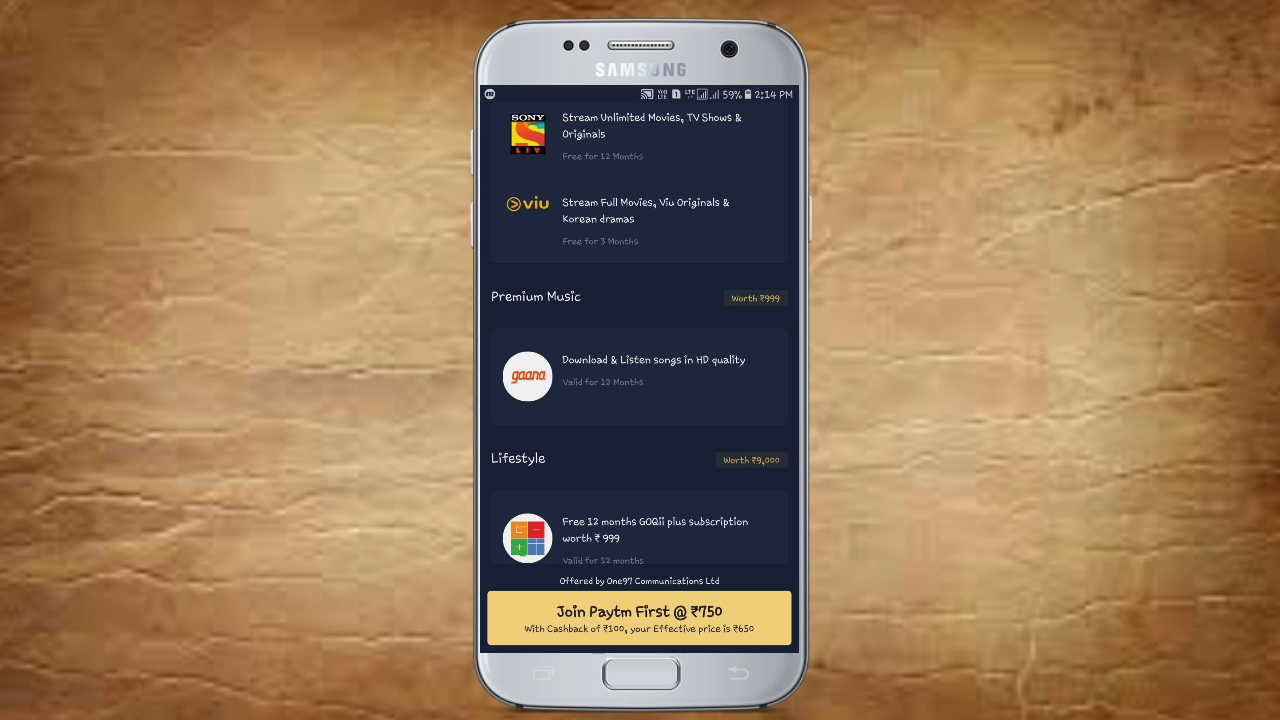 SAMSUNG
LTE 1 LTE 59% 2:14 PM
SONY
LIV
Stream Unlimited Movies, TV Shows &
Originals
Free for 12 Months
viu
Stream Full Movies, Viu Originals &
Korean dramas
Free for 3 Months
Premium Music
Worth ₹999
gaana
Download & Listen songs in HD quality
Valid for 12 Months
Lifestyle
Worth ₹9,000
Free 12 months GOQii plus subscription
worth ₹ 999
Valid for 12 months
Offered by One97 Communications Ltd
Join Paytm First @ ₹750
With Cashback of ₹100, your Effective price is ₹650